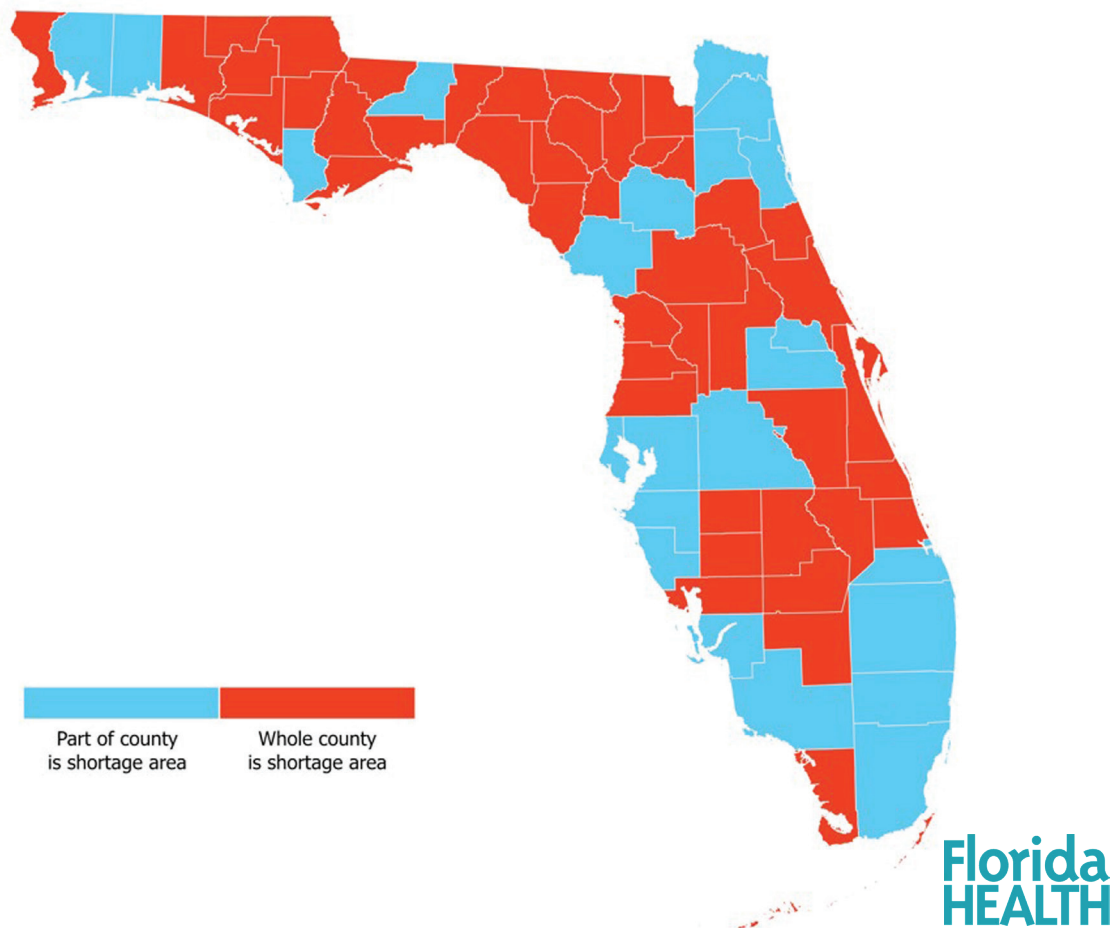 Part of county
is shortage area
Whole county
is shortage area
Florida
HEALTH